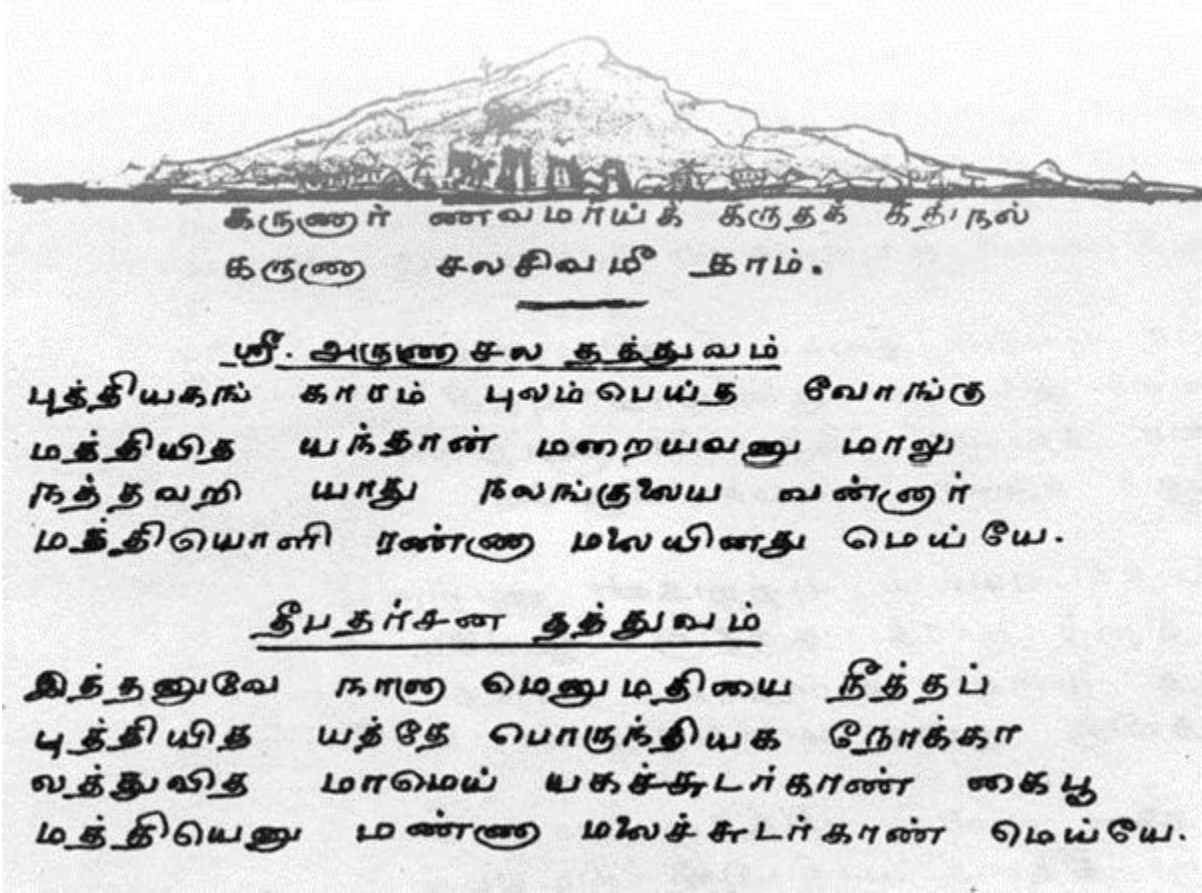 கருணார் ணவமாய்க் கருதக் கதிநல்
கருணா சலசிவமீ தாம்.
ஸ்ரீ. அருணாசல தத்துவம்
புத்தியகங் காரம் புலம்பெய்த வோங்கு
மத்தியித யந்தான் மறையவனு மாலு
நத்தவறி யாது நலங்குலைய வன்னார்
மத்தியொளி ரண்ணா மலையினது மெய்யே.
தீபதர்சன தத்துவம்
இத்தனுவே நானா மெனுமதியை நீத்தப்
புத்தியித யத்தே பொருந்தியக நோக்கா
லத்துவித மாமெய் யகச்சுடர்காண் கைபூ
மத்தியெனு மண்ணா மலைச்சுடர்காண் மெய்யே.